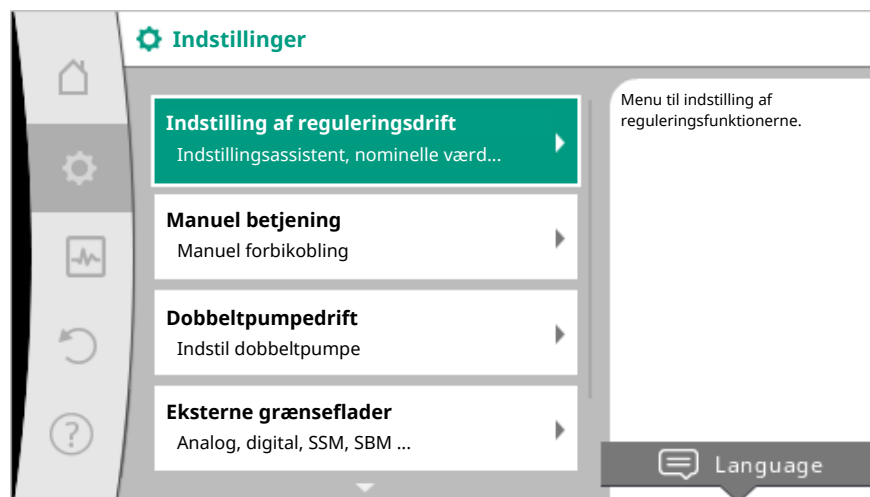 Indstillinger
Indstilling af reguleringsdrift
Indstillingsassistent, nominelle værd...
Manuel betjening
Manuel forbikobling
Dobbeltpumpedrift
Indstil dobbeltpumpe
Eksterne grænseflader
Analog, digital, SSM, SBM ...
Menu til indstilling af
reguleringsfunktionerne.
Language